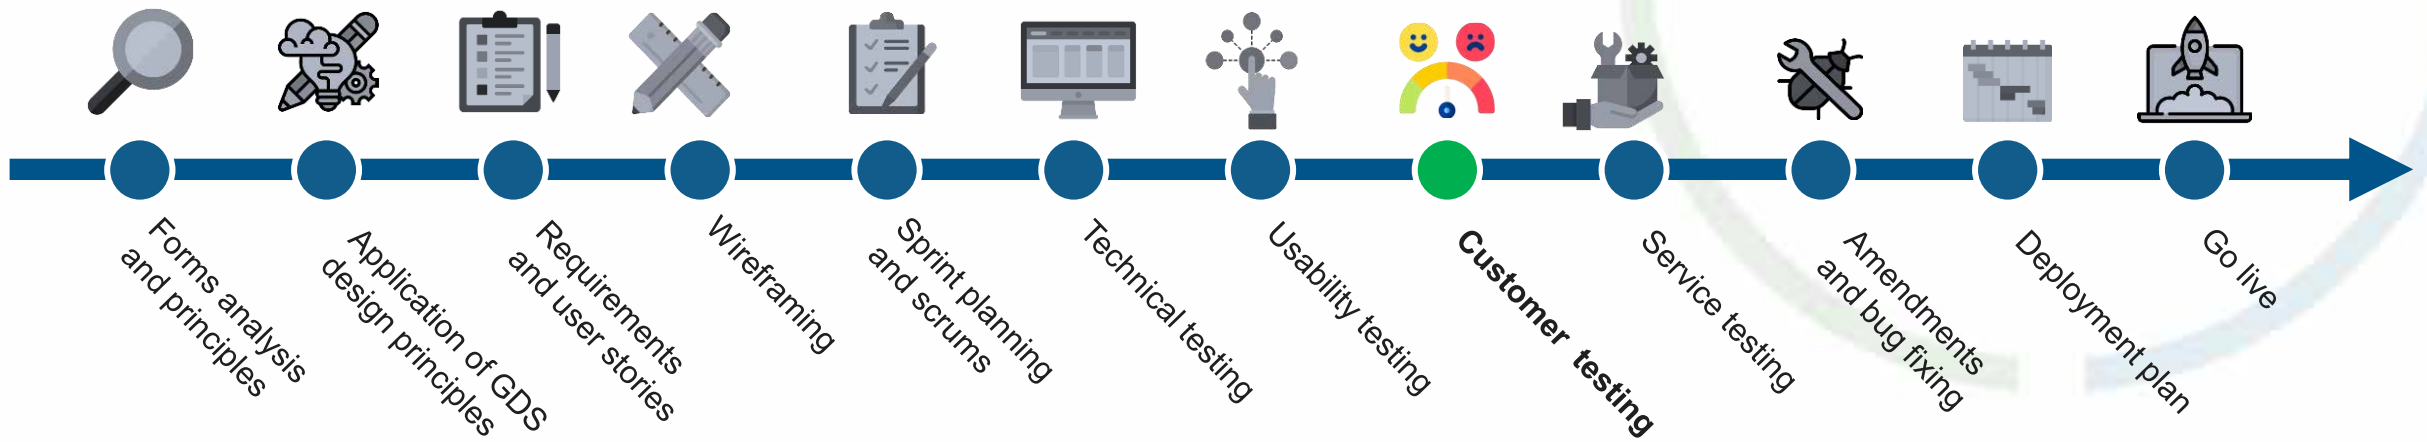 Forms analysis
and principles
Application of GDS
design principles
Requirements
and user stories
Wireframing
Sprint planning
and scrums
Technical testing
Usability testing
Customer testing
Service testing
Amendments
and bug fixing
Deployment plan
Go live